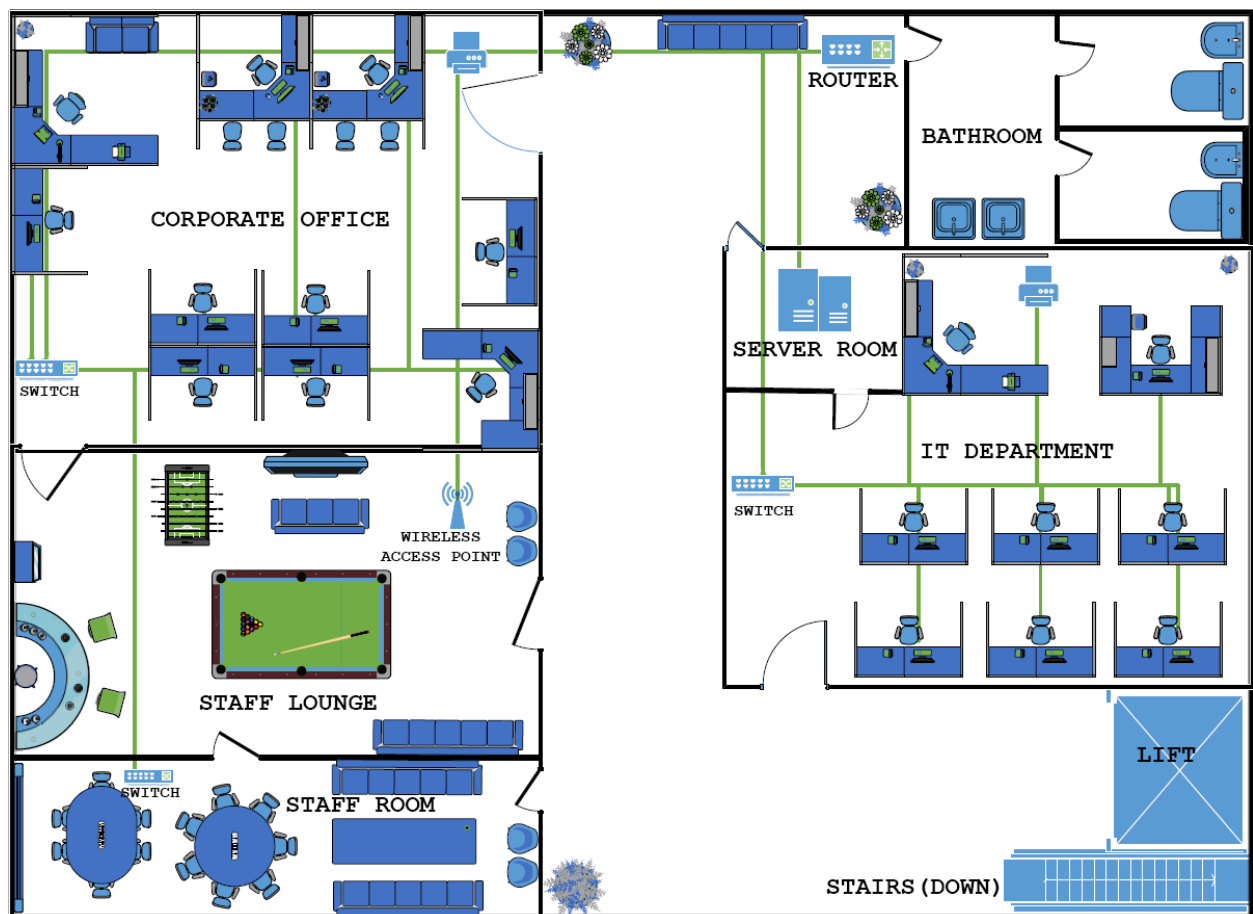 ROUTER
BATHROOM
CORPORATE OFFICE
SERVER ROOM
SWITCH
IT DEPARTMENT
SWITCH
WIRELESS
ACCESS POINT
STAFF LOUNGE
LIFT
SWITCH
STAFF ROOM
STAIRS(DOWN)